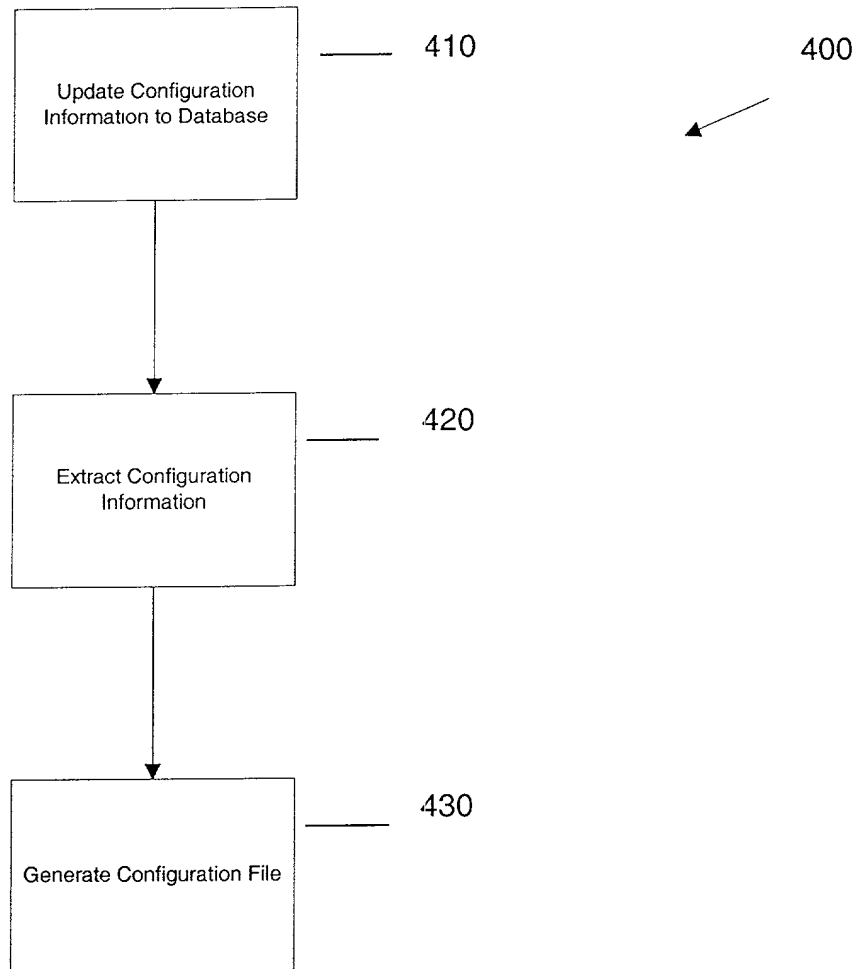 410
400
Update Configuration
Information to Database
420
Extract Configuration
Information
430
Generate Configuration File